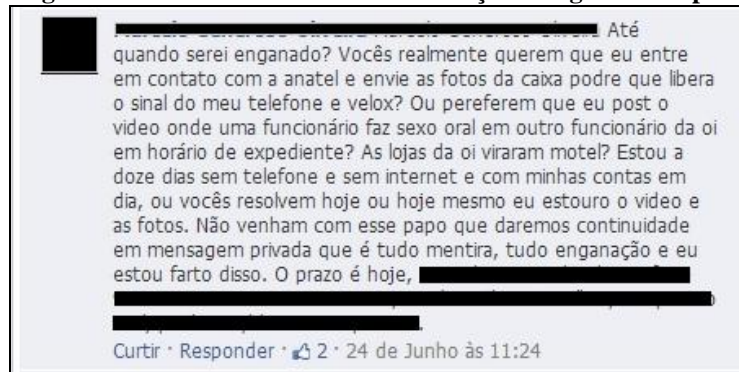 Até
quando serei enganado? Vocês realmente querem que eu entre
em contato com a anatel e envie as fotos da caixa podre que libera
o sinal do meu telefone e velox? Ou pereferem que eu post o
video onde uma funcionário faz sexo oral em outro funcionário da oi
em horário de expediente? As lojas da oi viraram motel? Estou a
doze dias sem telefone e sem internet e com minhas contas em
dia, ou vocês resolvem hoje ou hoje mesmo eu estouro o video e
as fotos. Não venham com esse papo que daremos continuidade
em mensagem privada que é tudo mentira, tudo enganação e eu
estou farto disso. O prazo é hoje,
Curtir · Responder · 2 · 24 de Junho às 11:24